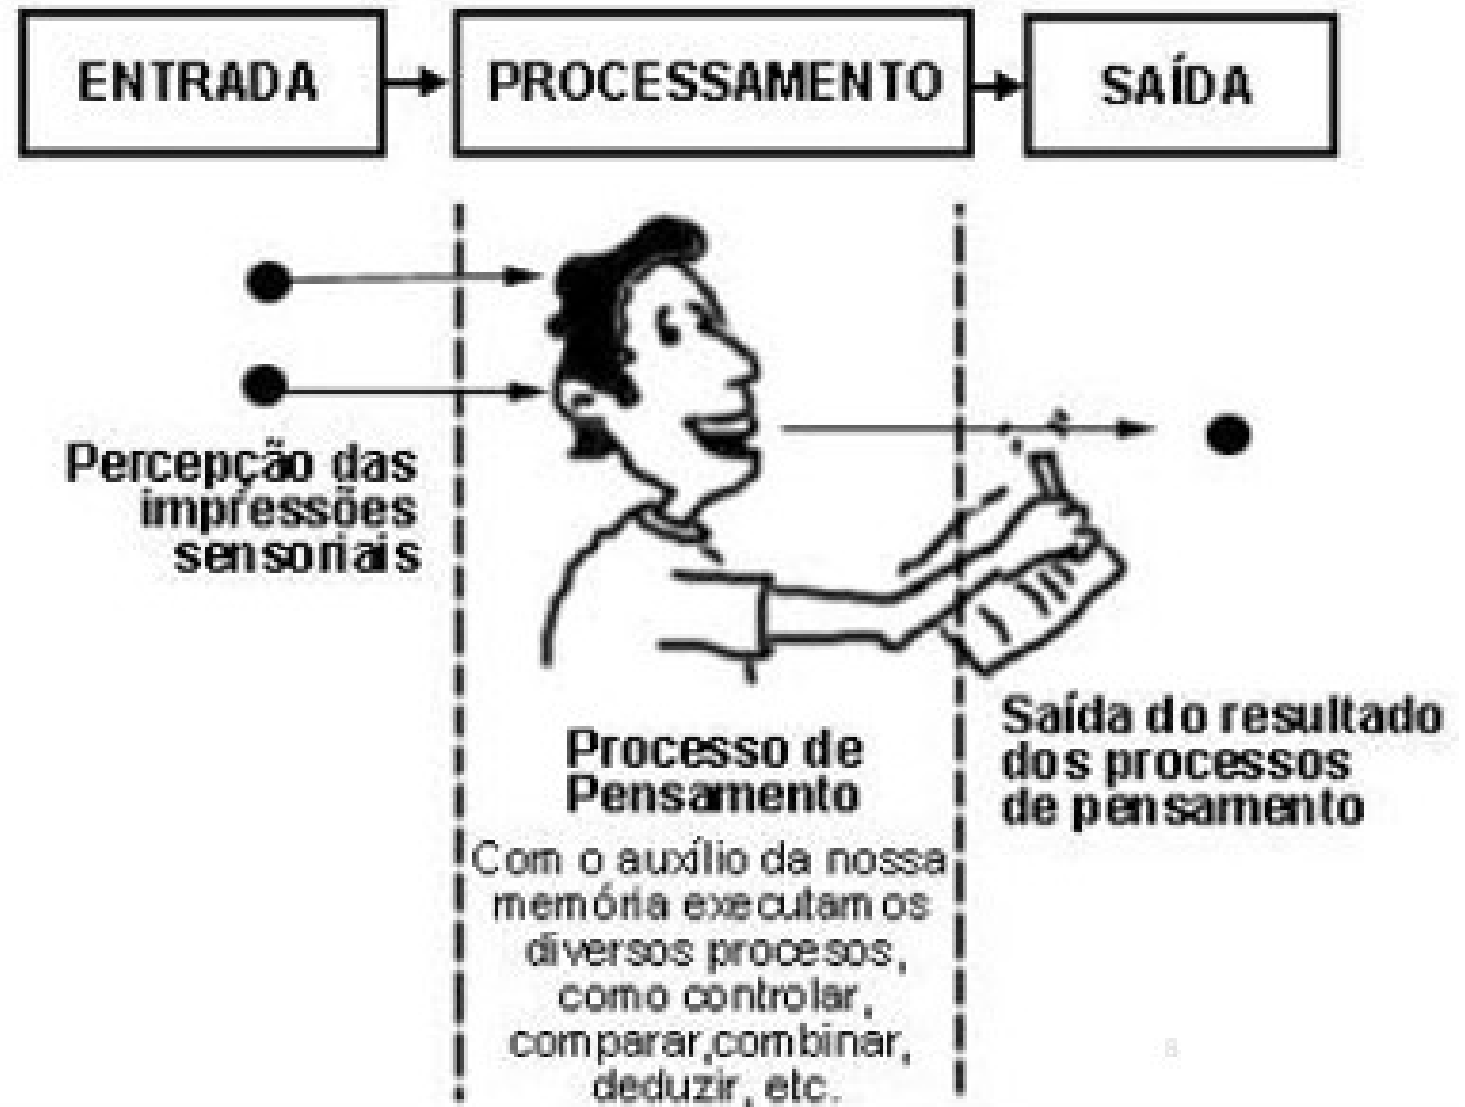 ENTRADA
PROCESSAMENTO
SAÍDA
Percepção das
impressões
sensoriais
Processo de
Pensamento
Com o auxílio da nossa
memória executamos
diversos procesos,
como controlar,
comparar,combinar,
deduzir, etc.
Saída do resultado
dos processos
de pensamento
8